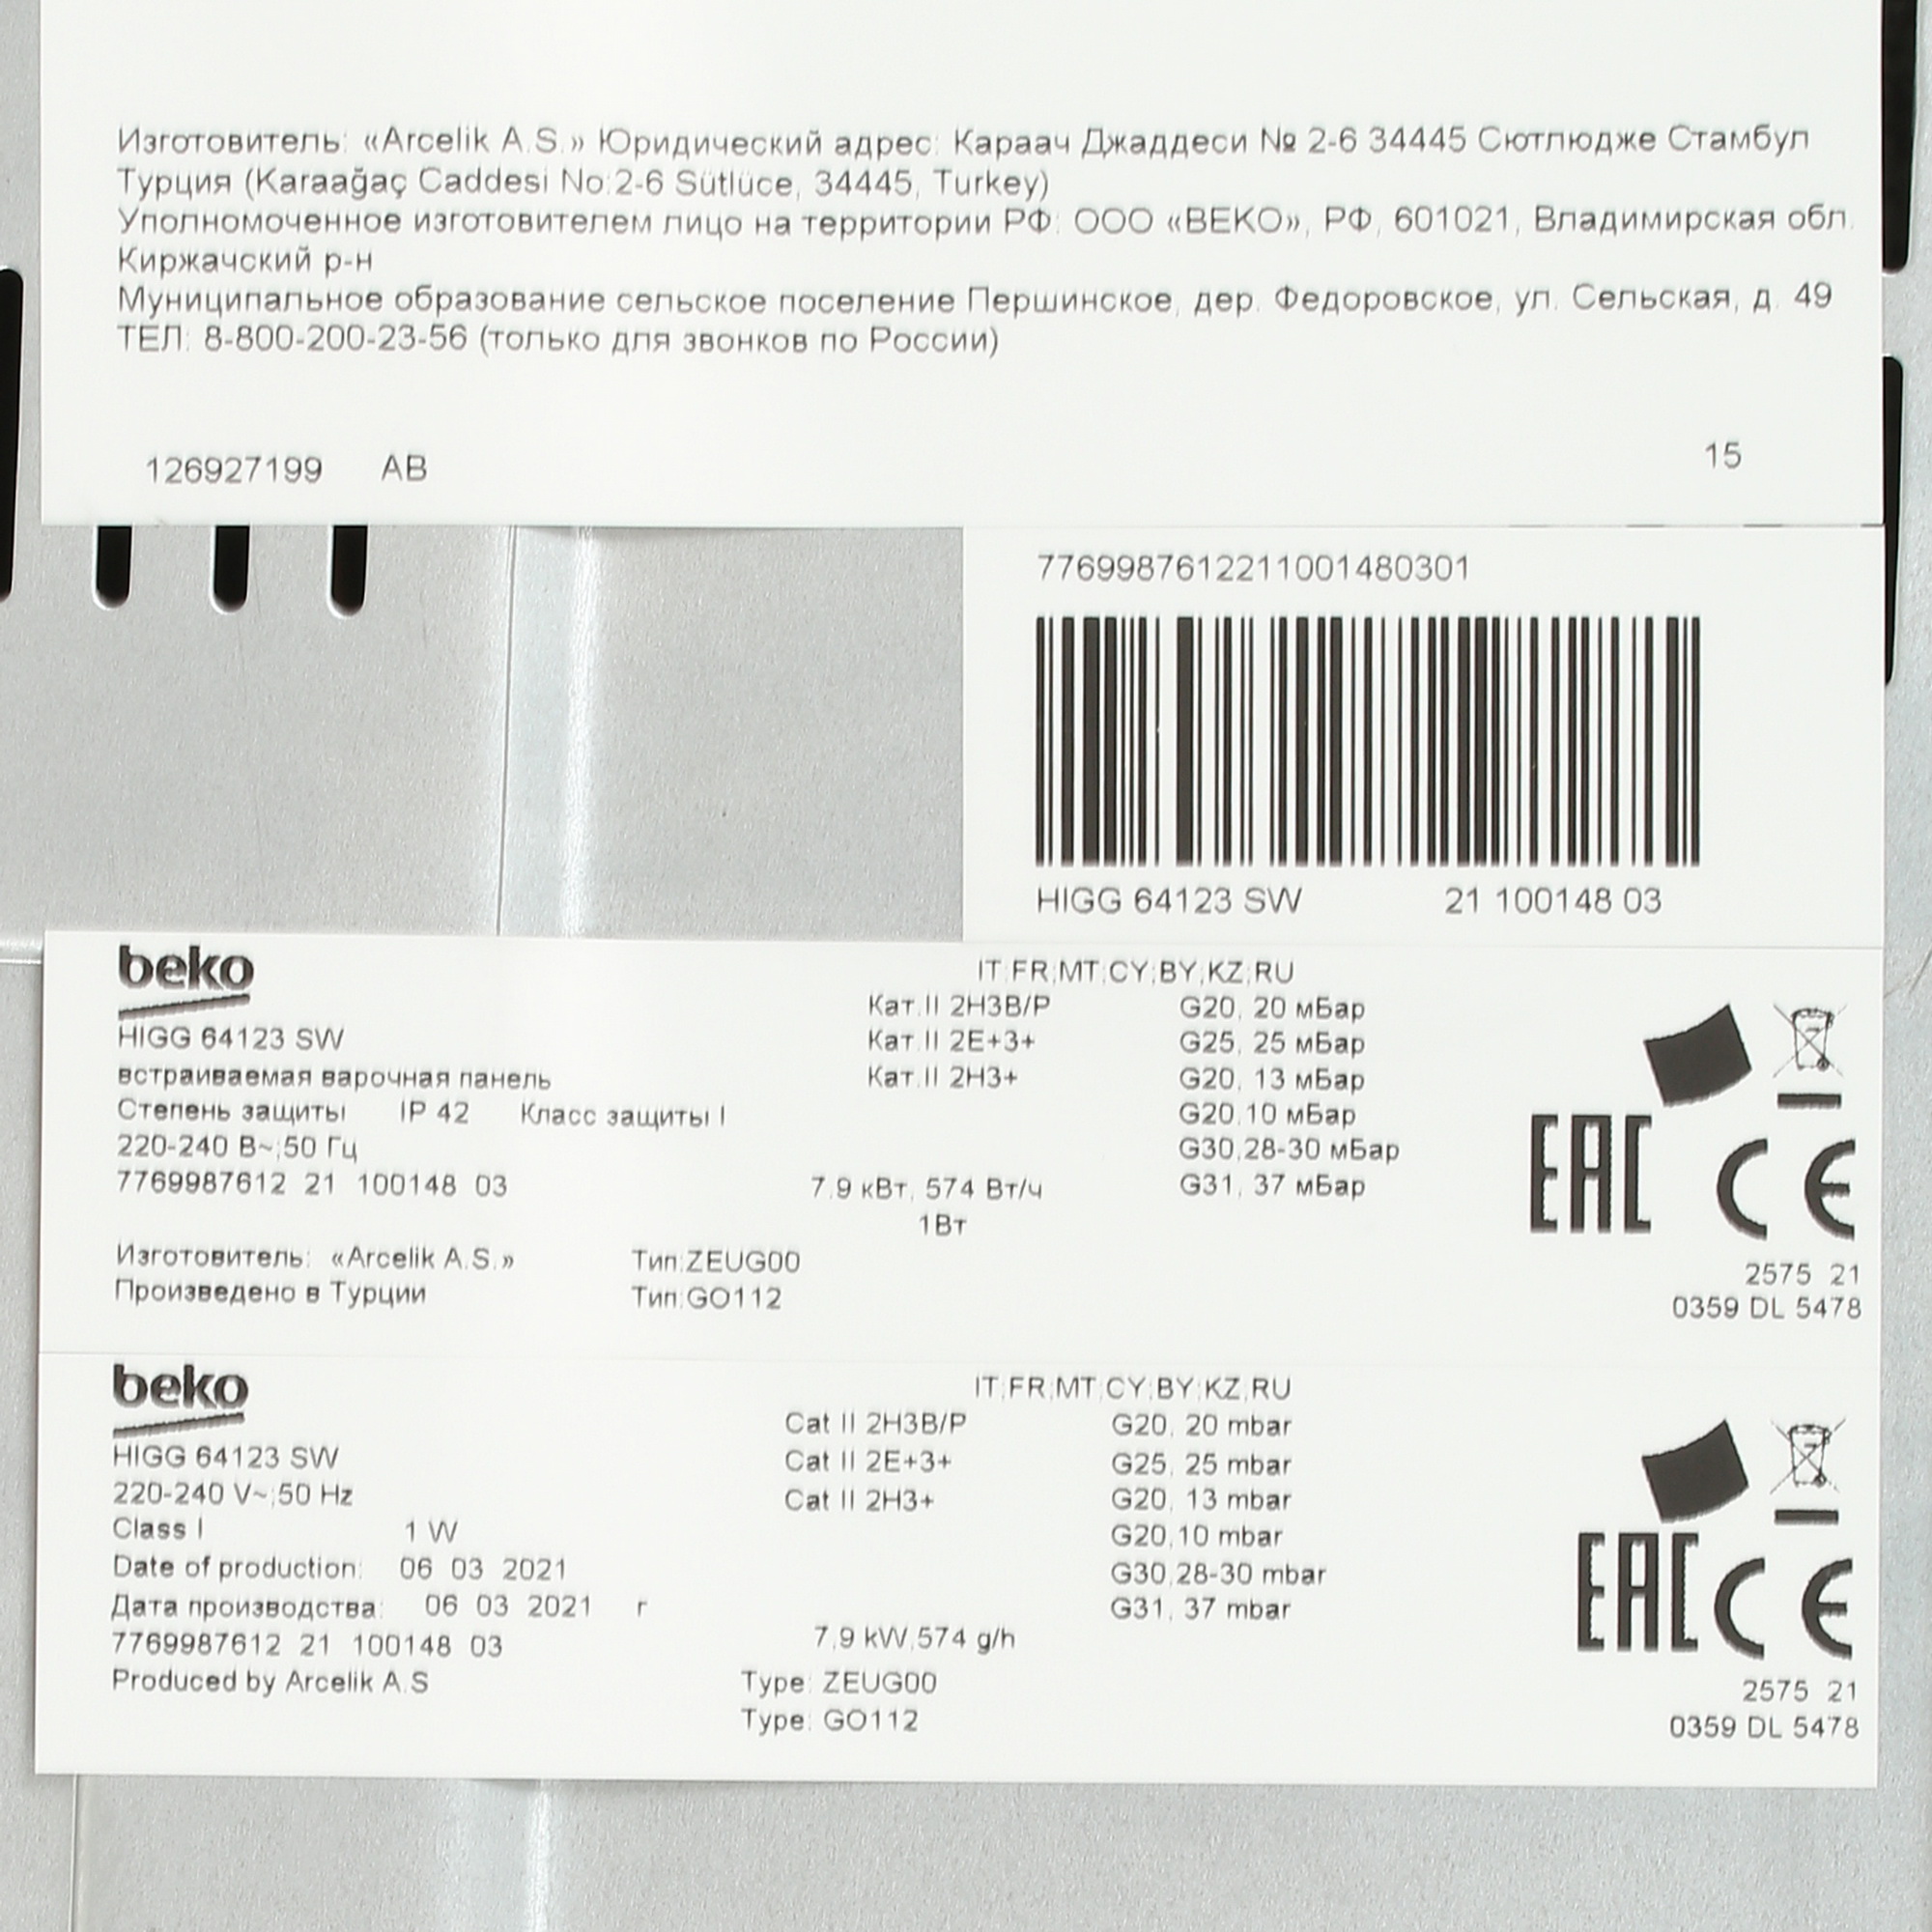 Изготовитель: «Arcelik A.S.» Юридический адрес: Караач Джаддеси № 2-6 34445 Сютлюдже Стамбул
Турция (Karaağaç Caddesi No:2-6 Sütlüce, 34445, Turkey)
Уполномоченное изготовителем лицо на территории РФ: ООО «BEKO», РФ, 601021, Владимирская обл.
Киржачский р-н
Муниципальное образование сельское поселение Першинское, дер. Федоровское, ул. Сельская, д. 49
ТЕЛ: 8-800-200-23-56 (только для звонков по России)
126927199 AB 15
7769987612211001480301
HIGG 64123 SW 21 100148 03
beko
IT;FR;MT;CY;BY;KZ;RU
HIGG 64123 SW
Кат.II 2H3B/P G20, 20 мБар
Кат.II 2E+3+ G25, 25 мБар
встраиваемая варочная панель Кат.II 2H3+ G20, 13 мБар
Степень защиты IP 42 Класс защиты I G20,10 мБар
220-240 В~;50 Гц G30,28-30 мБар
7769987612 21 100148 03 7.9 кВт, 574 Вт/ч G31, 37 мБар
1Вт
EAC CE
Изготовитель: «Arcelik A.S.» Тип:ZEUG00 2575 21
Произведено в Турции Тип:GO112 0359 DL 5478
beko
IT;FR;MT;CY;BY;KZ;RU
Cat II 2H3B/P G20, 20 mbar
HIGG 64123 SW Cat II 2E+3+ G25, 25 mbar
220-240 V~;50 Hz Cat II 2H3+ G20, 13 mbar
Class I 1 W G20,10 mbar
Date of production: 06 03 2021 G30,28-30 mbar
Дата производства: 06 03 2021 г G31, 37 mbar
7769987612 21 100148 03 7,9 kW,574 g/h
EAC CE
Produced by Arcelik A.S Type: ZEUG00 2575 21
Type: GO112 0359 DL 5478